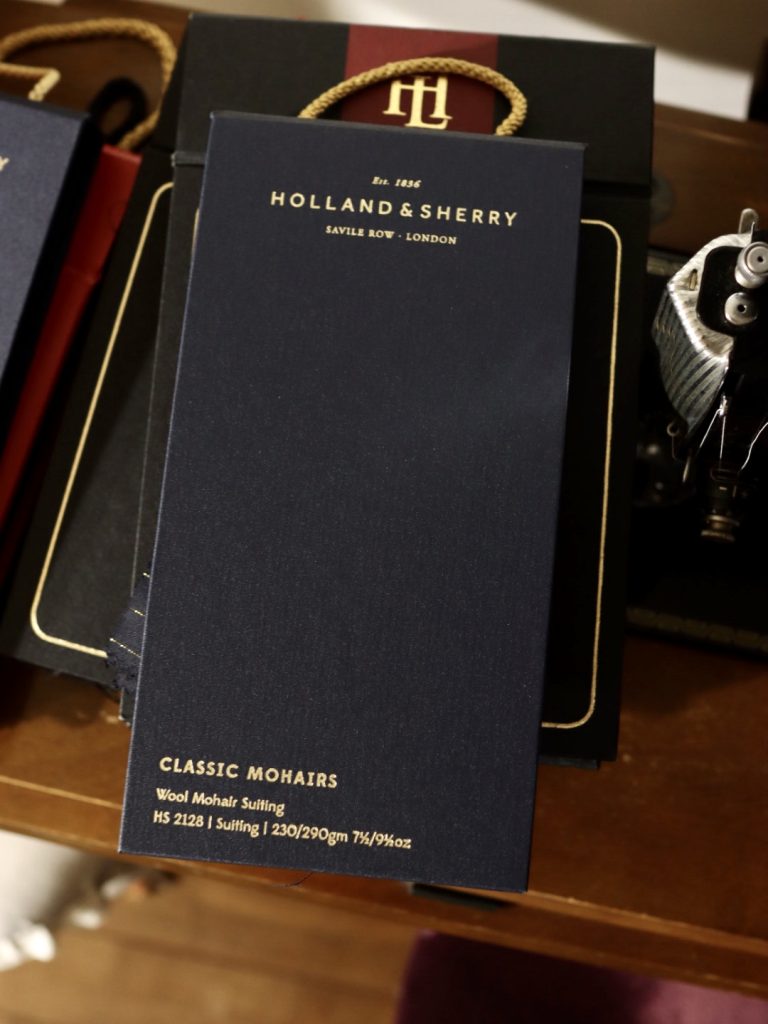 HL
Est. 1836
HOLLAND & SHERRY
SAVILE ROW · LONDON
CLASSIC MOHAIRS
Wool Mohair Suiting
HS 2128 | Suiting | 230/290gm 7½/9½oz